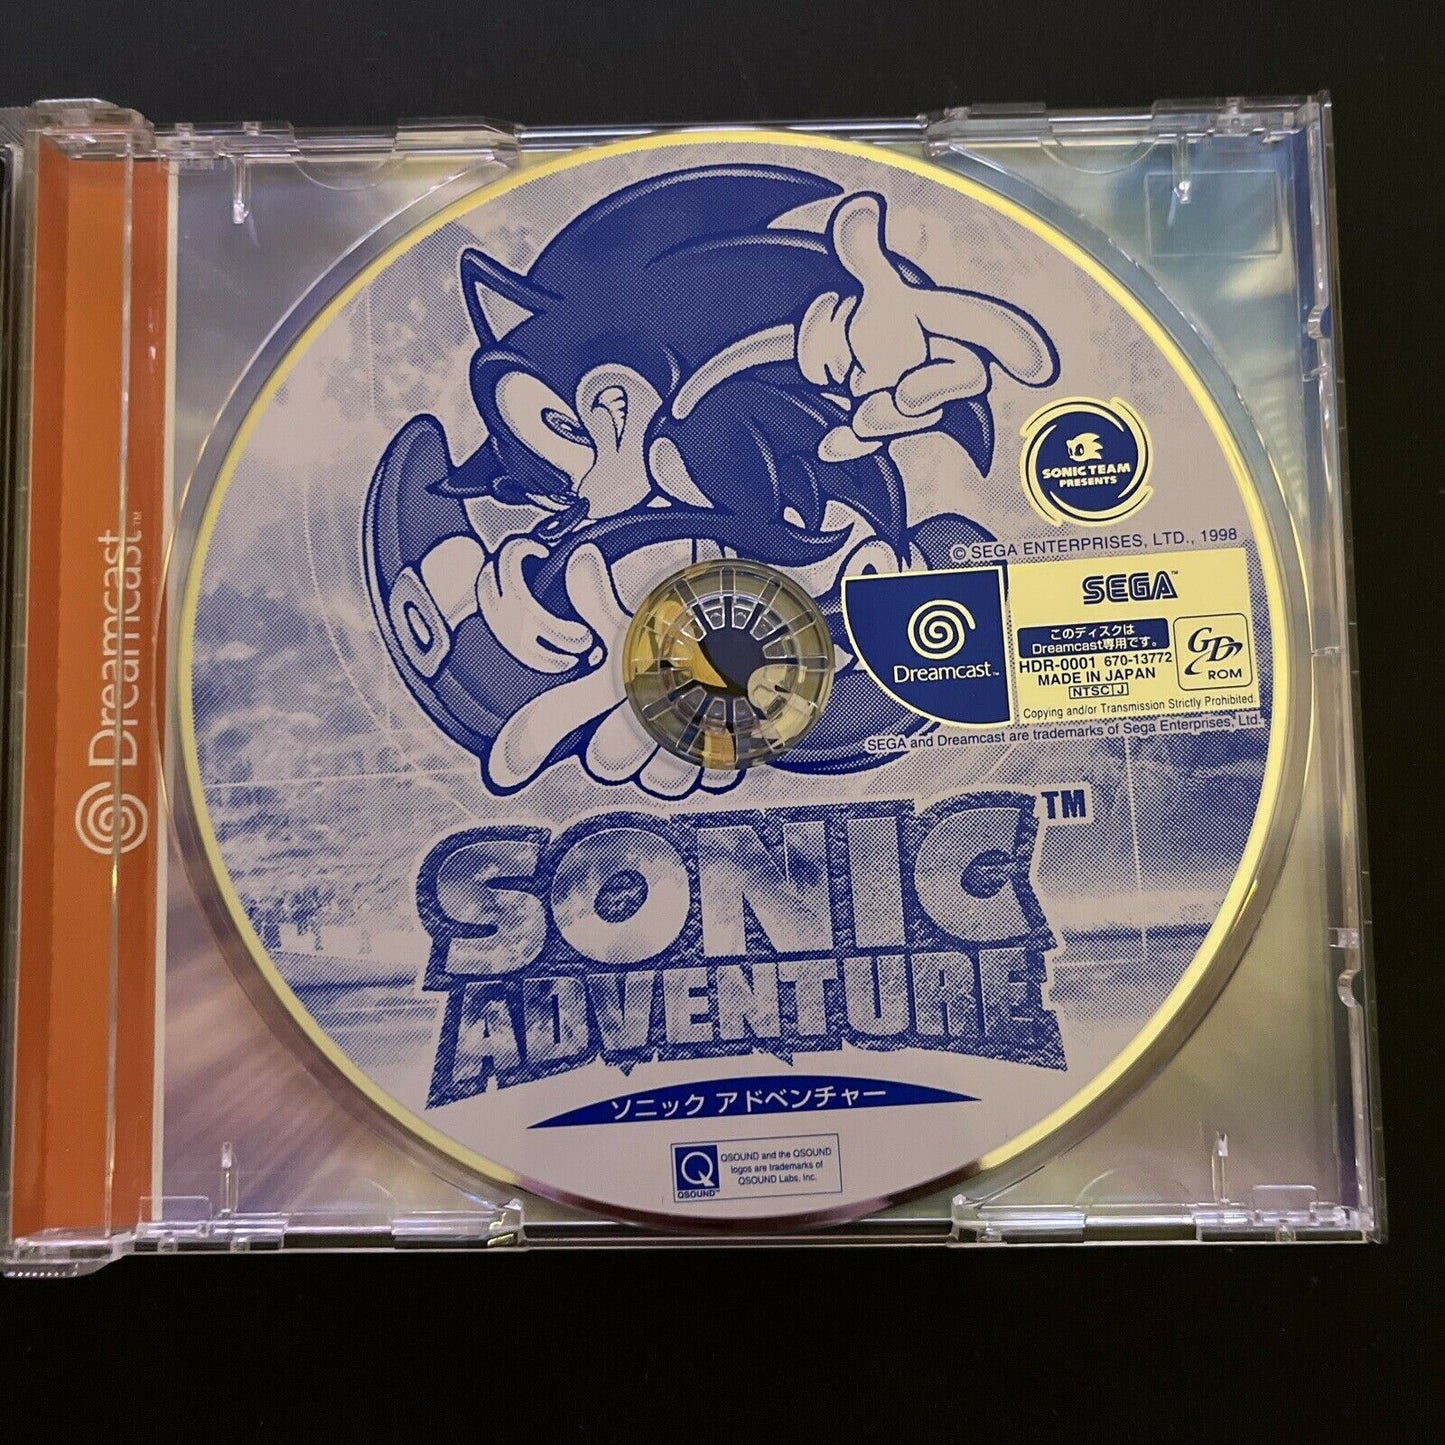 Dreamcast™
SONIC TEAM
PRESENTS
© SEGA ENTERPRISES, LTD., 1998
Dreamcast™
SEGA™
このディスクは
Dreamcast専用です。
HDR-0001 670-13772
MADE IN JAPAN
NTSC J
GD
ROM
Copying and/or Transmission Strictly Prohibited.
SEGA and Dreamcast are trademarks of Sega Enterprises, Ltd.
SONIC™
ADVENTURE
ソニック アドベンチャー
Q
QSOUND™
QSOUND and the QSOUND
logos are trademarks of
QSOUND Labs, Inc.